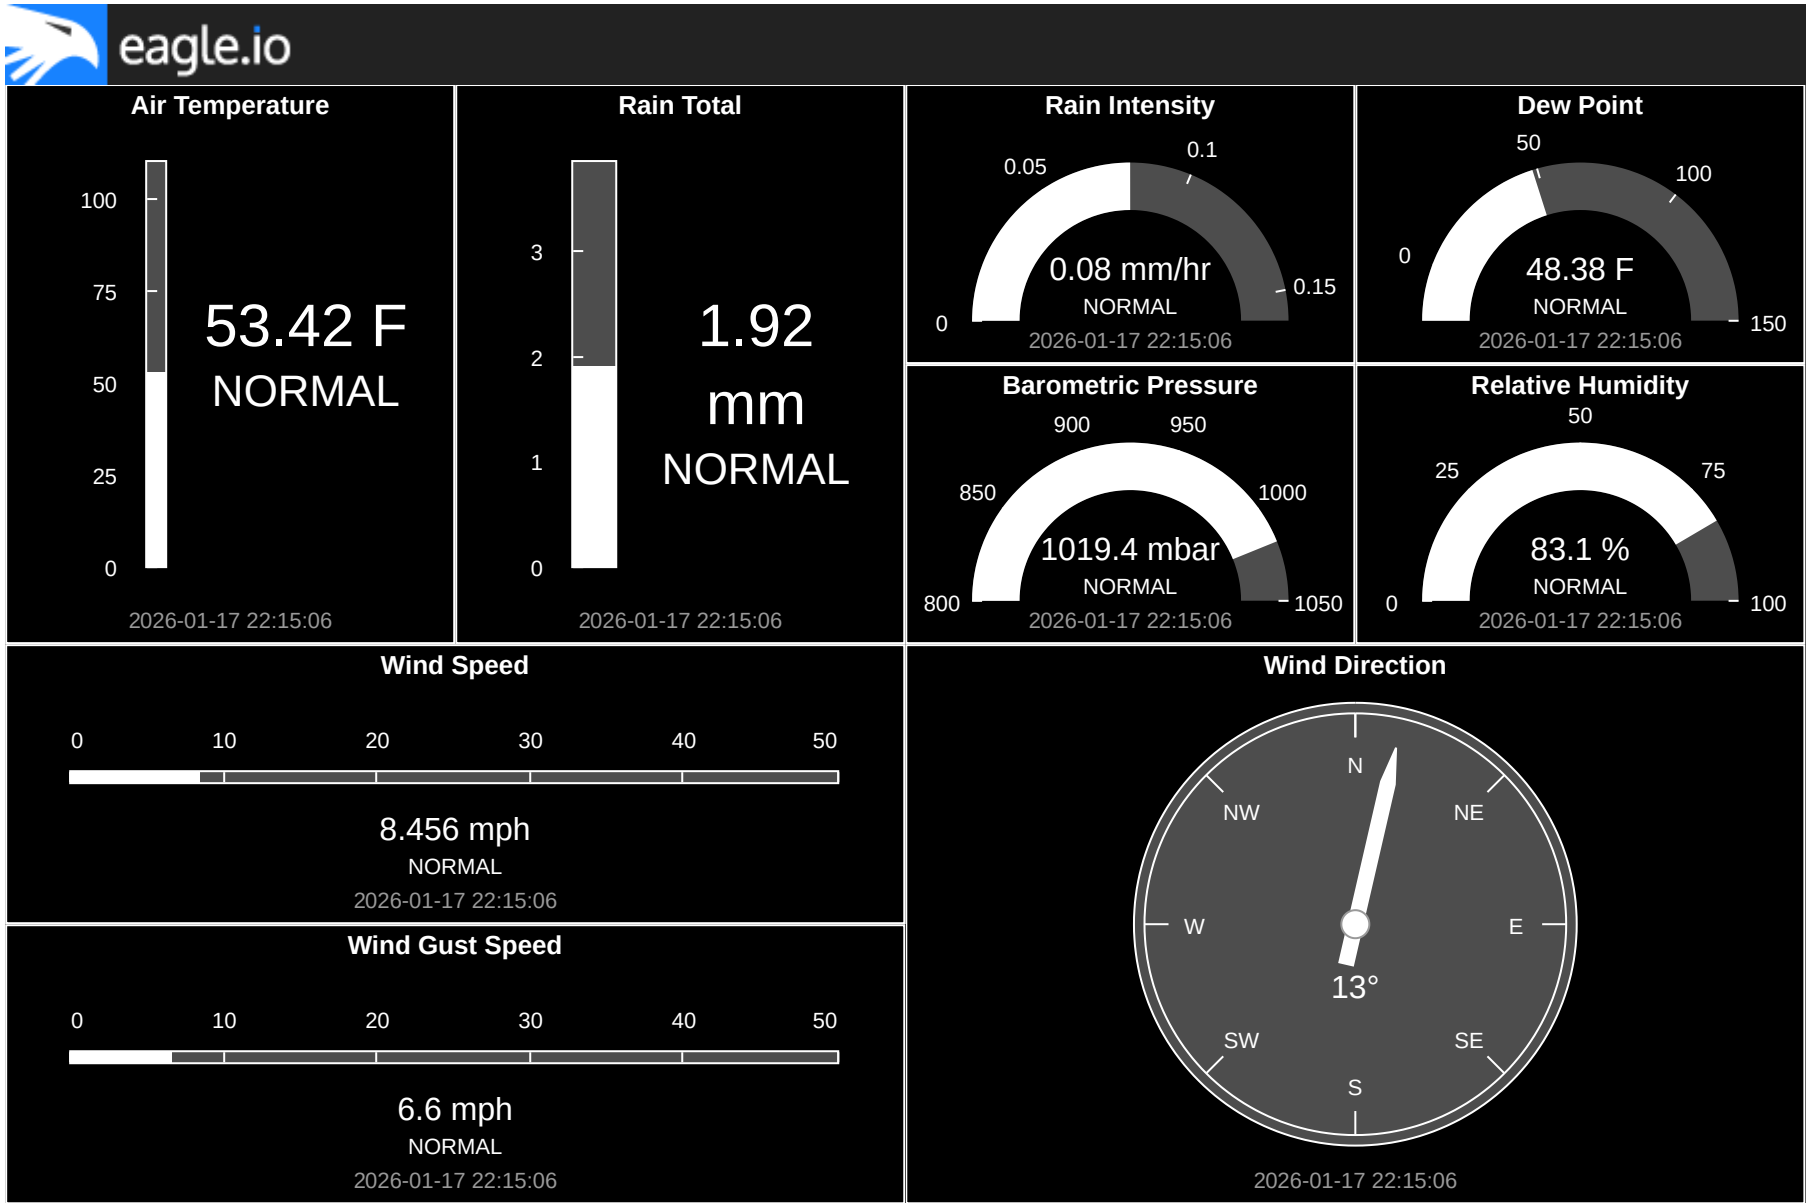 eagle.io
Air Temperature
100
75
50
25
0
53.42 F
NORMAL
2026-01-17 22:15:06
Rain Total
3
2
1
0
1.92
mm
NORMAL
2026-01-17 22:15:06
Rain Intensity
0
0.05
0.1
0.15
0.08 mm/hr
NORMAL
2026-01-17 22:15:06
Dew Point
0
50
100
150
48.38 F
NORMAL
2026-01-17 22:15:06
Barometric Pressure
800
850
900
950
1000
1050
1019.4 mbar
NORMAL
2026-01-17 22:15:06
Relative Humidity
0
25
50
75
100
83.1 %
NORMAL
2026-01-17 22:15:06
Wind Speed
0 10 20 30 40 50
8.456 mph
NORMAL
2026-01-17 22:15:06
Wind Gust Speed
0 10 20 30 40 50
6.6 mph
NORMAL
2026-01-17 22:15:06
Wind Direction
N
NW NE
W E
13°
SW SE
S
2026-01-17 22:15:06